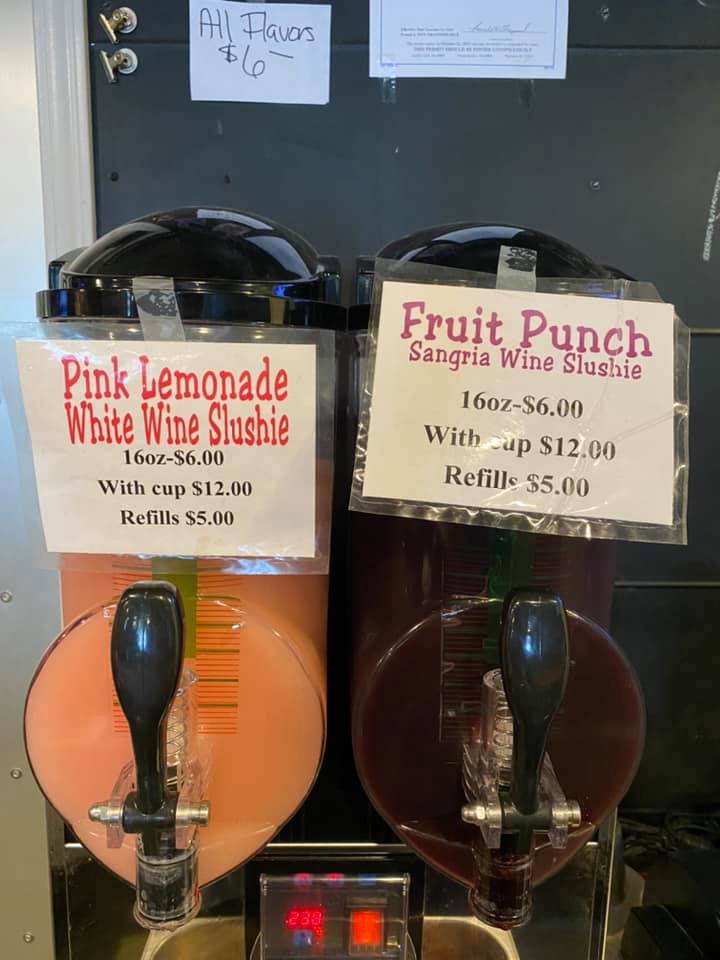 All Flavors
$6-
Pink Lemonade
White Wine Slushie
16oz-$6.00
With cup $12.00
Refills $5.00
Fruit Punch
Sangria Wine Slushie
16oz-$6.00
With cup $12.00
Refills $5.00